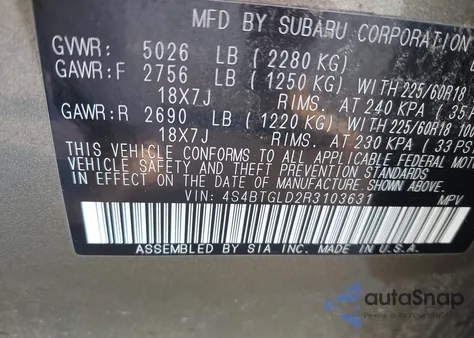 MFD BY SUBARU CORPORATION
GVWR: 5026 LB (2280 KG)
GAWR:F 2756 LB (1250 KG) WITH 225/60R18
18X7J RIMS. AT 240 KPA (35
GAWR:R 2690 LB (1220 KG) WITH 225/60R18
18X7J RIMS. AT 230 KPA (33 PS
THIS VEHICLE CONFORMS TO ALL APPLICABLE FEDERAL MOTOR
VEHICLE SAFETY AND THEFT PREVENTION STANDARDS
IN EFFECT ON THE DATE OF MANUFACTURE SHOWN ABOVE.
VIN: 4S4BTGLD2R3103631 MPV
ASSEMBLED BY SIA INC. MADE IN U.S.A.
autoSnap